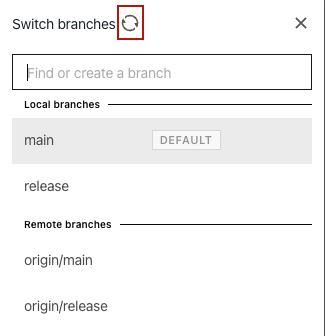 Switch branches
Find or create a branch
Local branches
main DEFAULT
release
Remote branches
origin/main
origin/release